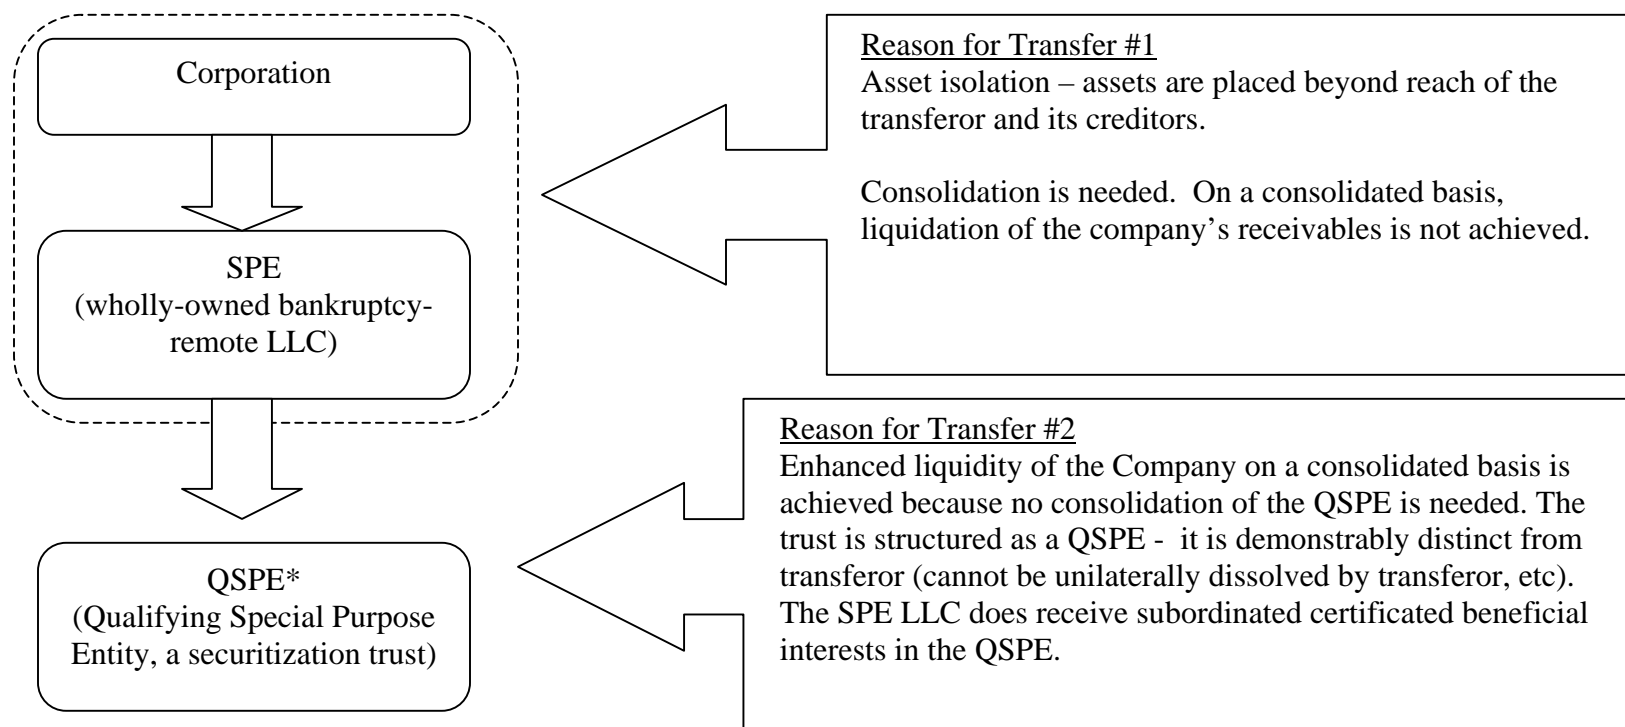 Corporation
SPE
(wholly-owned bankruptcy-
remote LLC)
QSPE*
(Qualifying Special Purpose
Entity, a securitization trust)
Reason for Transfer #1
Asset isolation – assets are placed beyond reach of the
transferor and its creditors.
Consolidation is needed.  On a consolidated basis,
liquidation of the company’s receivables is not achieved.
Reason for Transfer #2
Enhanced liquidity of the Company on a consolidated basis is
achieved because no consolidation of the QSPE is needed. The
trust is structured as a QSPE -  it is demonstrably distinct from
transferor (cannot be unilaterally dissolved by transferor, etc).
The SPE LLC does receive subordinated certificated beneficial
interests in the QSPE.